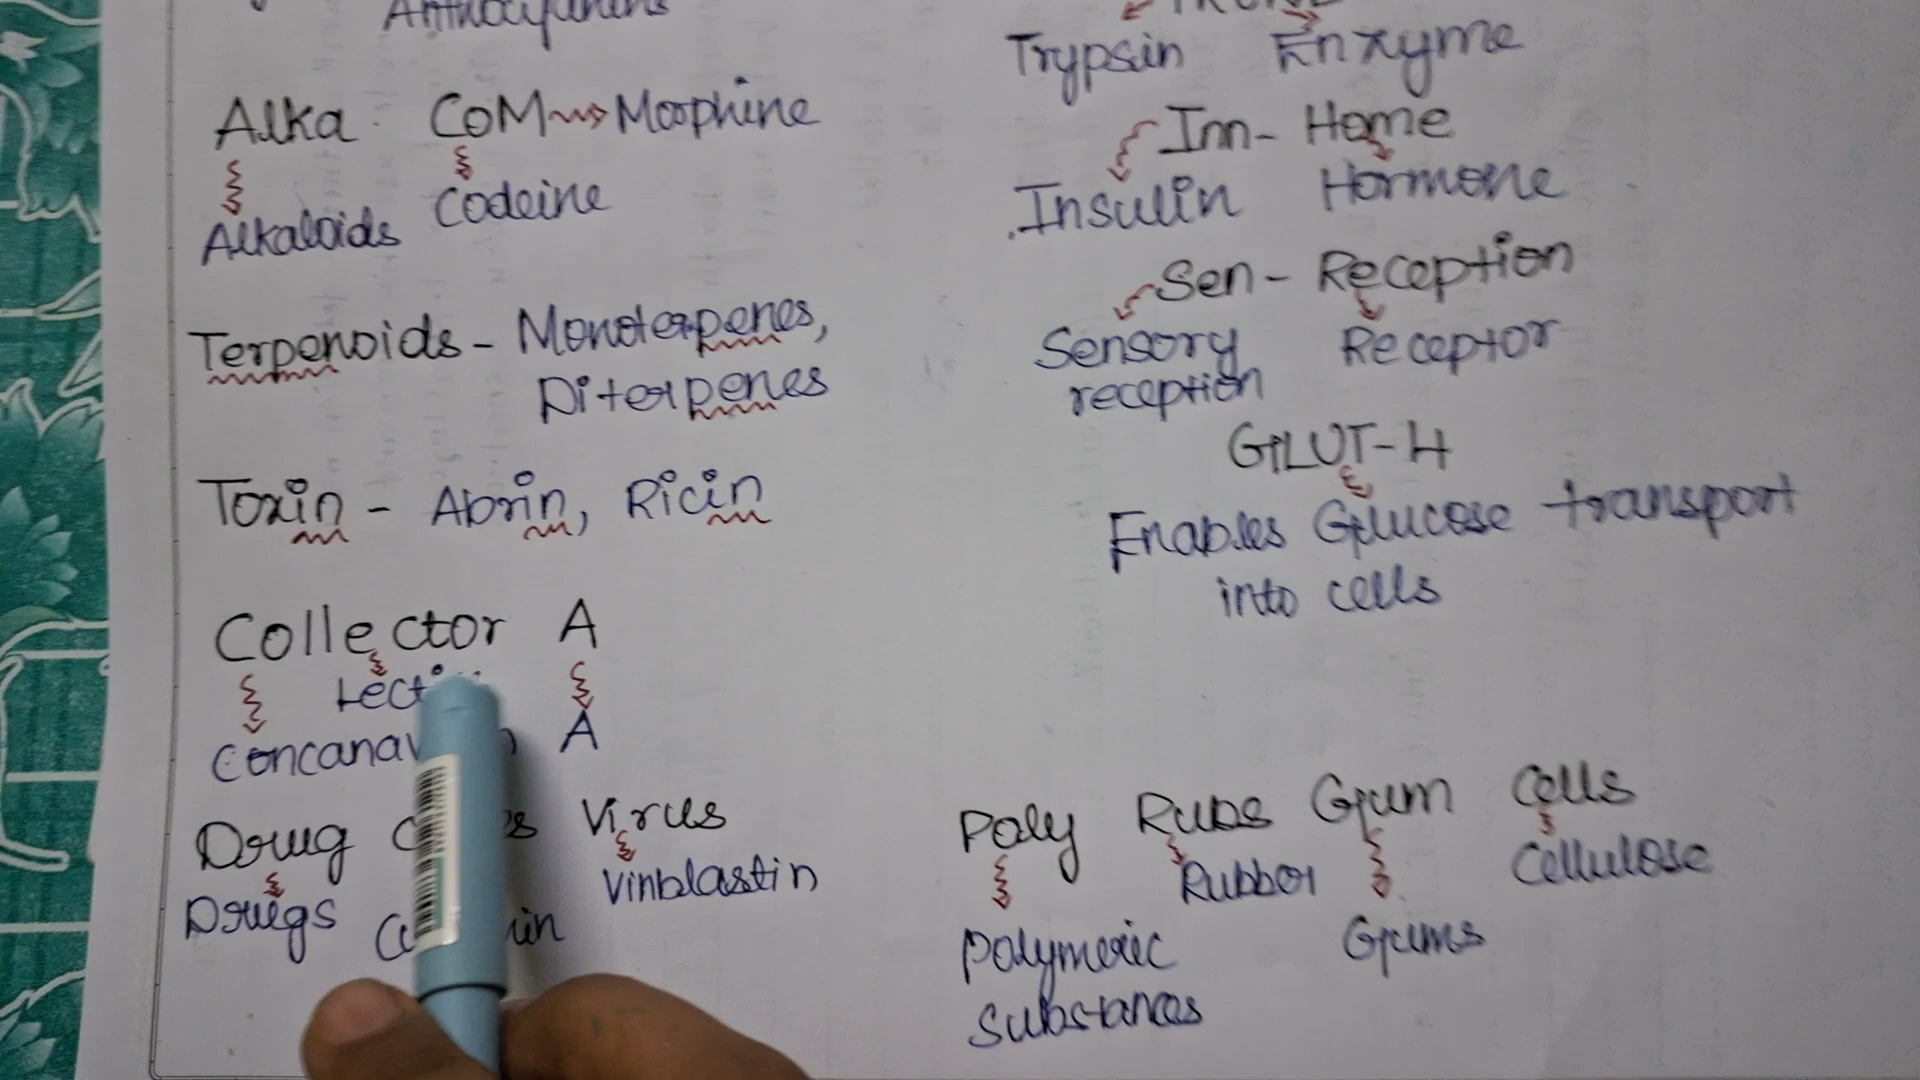 Alka CoM Morphine
Alkaloids Codeine
Terpenoids - Monoterpenes,
Diterpenes
Toxin - Abrin, Ricin
Collector A
A
Drug Virus
Drugs Vinblastin
Trypsin Enzyme
Inn- Home
Insulin Hormone
Sen- Reception
Sensory Receptor
reception
GLUT-4
Enables Glucose transport
into cells
Poly Rubs Gum Cells
Rubber Cellulose
Polymeric Gums
Substances